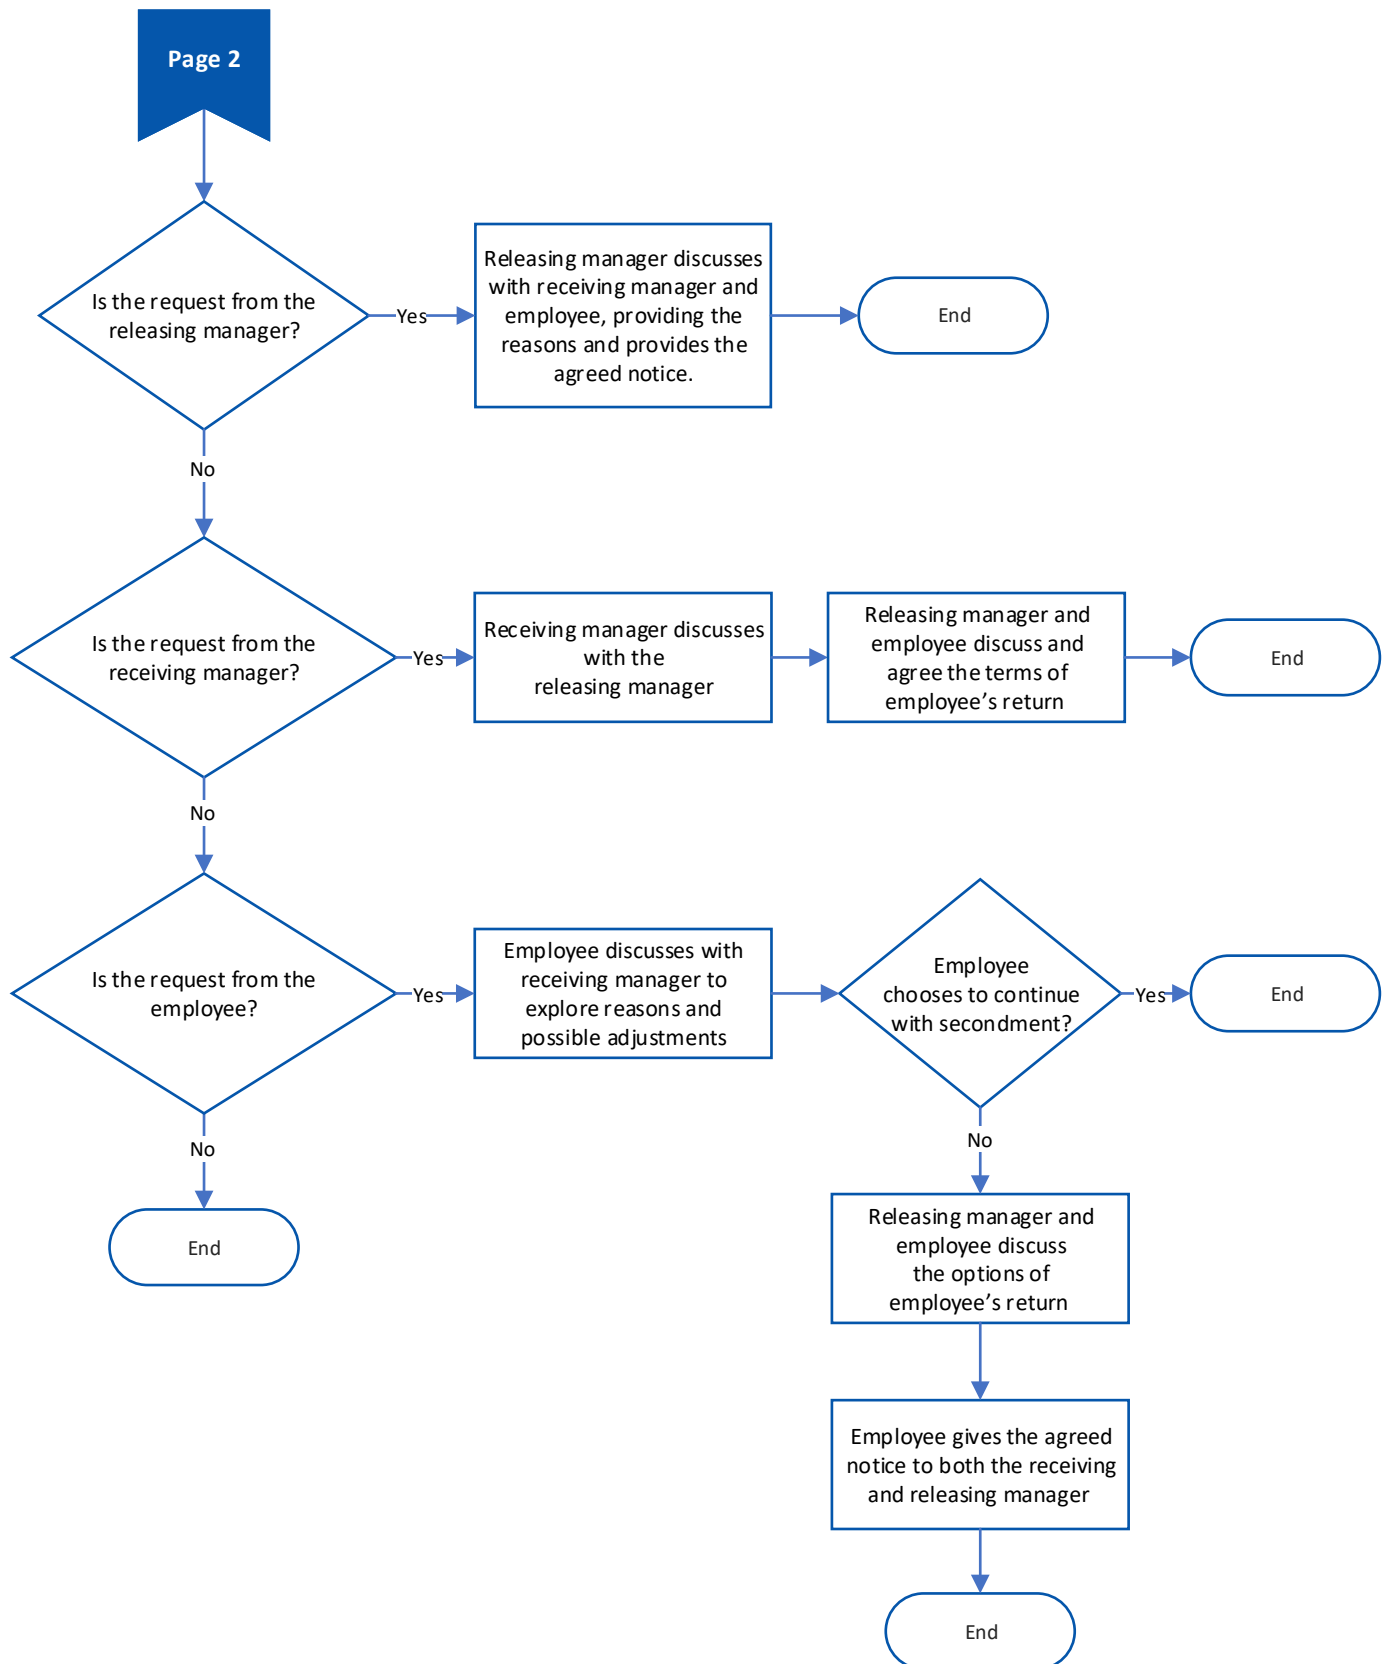 Page 2
Is the request from the
releasing manager?
Yes
Releasing manager discusses
with receiving manager and
employee, providing the
reasons and provides the
agreed notice.
End
No
Is the request from the
receiving manager?
Yes
Receiving manager discusses
with the
releasing manager
Releasing manager and
employee discuss and
agree the terms of
employee’s return
End
No
Is the request from the
employee?
Yes
Employee discusses with
receiving manager to
explore reasons and
possible adjustments
Employee
chooses to continue
with secondment?
Yes
End
No
End
No
Releasing manager and
employee discuss
the options of
employee’s return
Employee gives the agreed
notice to both the receiving
and releasing manager
End